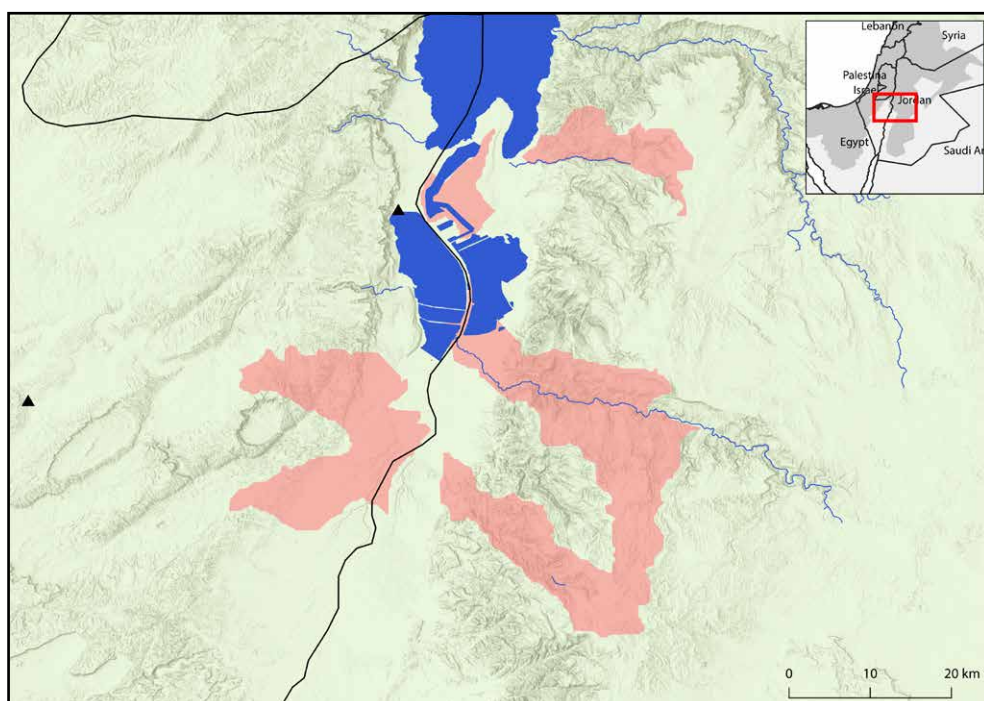 Lebanon
Syria
Palestina
Israel
Jordan
Egypt
Saudi Ar
0 10 20 km